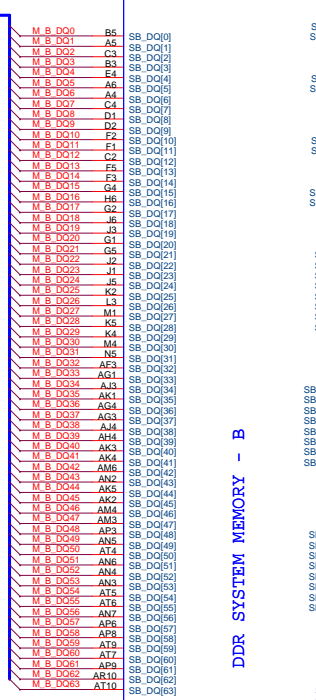 M_B_DQ0 B5 SB_DQ[0]
M_B_DQ1 A5 SB_DQ[1]
M_B_DQ2 C3 SB_DQ[2]
M_B_DQ3 B3 SB_DQ[3]
M_B_DQ4 E4 SB_DQ[4]
M_B_DQ5 A6 SB_DQ[5]
M_B_DQ6 A4 SB_DQ[6]
M_B_DQ7 C4 SB_DQ[7]
M_B_DQ8 D1 SB_DQ[8]
M_B_DQ9 D2 SB_DQ[9]
M_B_DQ10 F2 SB_DQ[10]
M_B_DQ11 F1 SB_DQ[11]
M_B_DQ12 C2 SB_DQ[12]
M_B_DQ13 F5 SB_DQ[13]
M_B_DQ14 F3 SB_DQ[14]
M_B_DQ15 G4 SB_DQ[15]
M_B_DQ16 H6 SB_DQ[16]
M_B_DQ17 G2 SB_DQ[17]
M_B_DQ18 J6 SB_DQ[18]
M_B_DQ19 J3 SB_DQ[19]
M_B_DQ20 G1 SB_DQ[20]
M_B_DQ21 G5 SB_DQ[21]
M_B_DQ22 J2 SB_DQ[22]
M_B_DQ23 J1 SB_DQ[23]
M_B_DQ24 J5 SB_DQ[24]
M_B_DQ25 K2 SB_DQ[25]
M_B_DQ26 L3 SB_DQ[26]
M_B_DQ27 M1 SB_DQ[27]
M_B_DQ28 K5 SB_DQ[28]
M_B_DQ29 K4 SB_DQ[29]
M_B_DQ30 M4 SB_DQ[30]
M_B_DQ31 N5 SB_DQ[31]
M_B_DQ32 AF3 SB_DQ[32]
M_B_DQ33 AG1 SB_DQ[33]
M_B_DQ34 AJ3 SB_DQ[34]
M_B_DQ35 AK1 SB_DQ[35]
M_B_DQ36 AG4 SB_DQ[36]
M_B_DQ37 AG3 SB_DQ[37]
M_B_DQ38 AJ4 SB_DQ[38]
M_B_DQ39 AH4 SB_DQ[39]
M_B_DQ40 AK3 SB_DQ[40]
M_B_DQ41 AK4 SB_DQ[41]
M_B_DQ42 AM6 SB_DQ[42]
M_B_DQ43 AN2 SB_DQ[43]
M_B_DQ44 AK5 SB_DQ[44]
M_B_DQ45 AK2 SB_DQ[45]
M_B_DQ46 AM4 SB_DQ[46]
M_B_DQ47 AM3 SB_DQ[47]
M_B_DQ48 AP3 SB_DQ[48]
M_B_DQ49 AN5 SB_DQ[49]
M_B_DQ50 AT4 SB_DQ[50]
M_B_DQ51 AN6 SB_DQ[51]
M_B_DQ52 AN4 SB_DQ[52]
M_B_DQ53 AN3 SB_DQ[53]
M_B_DQ54 AT5 SB_DQ[54]
M_B_DQ55 AT6 SB_DQ[55]
M_B_DQ56 AN7 SB_DQ[56]
M_B_DQ57 AP6 SB_DQ[57]
M_B_DQ58 AP8 SB_DQ[58]
M_B_DQ59 AT9 SB_DQ[59]
M_B_DQ60 AT7 SB_DQ[60]
M_B_DQ61 AP9 SB_DQ[61]
M_B_DQ62 AR10 SB_DQ[62]
M_B_DQ63 AT10 SB_DQ[63]
DDR SYSTEM MEMORY - B